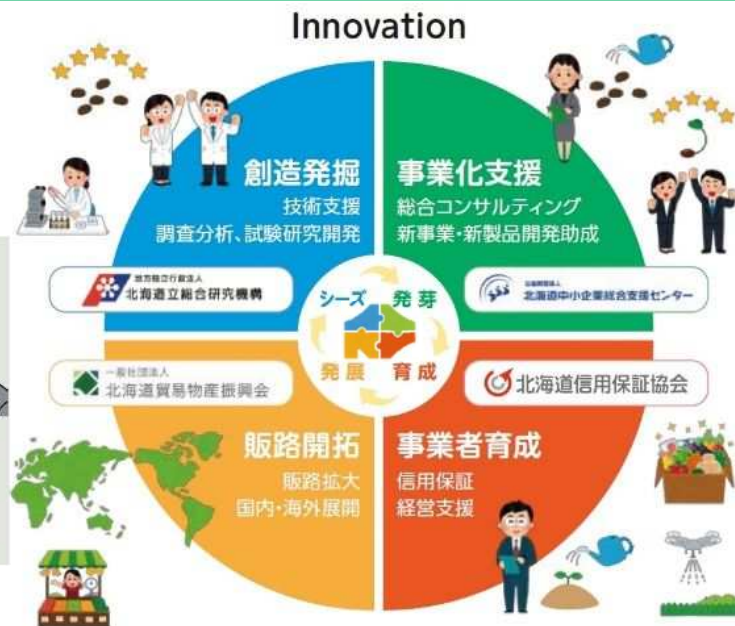 Innovation
創造発掘
技術支援
調査分析、試験研究開発
地方独立行政法人
北海道立総合研究機構
事業化支援
総合コンサルティング
新事業・新製品開発助成
公益財団法人
北海道中小企業総合支援センター
シーズ
発芽
発展
育成
一般社団法人
北海道貿易物産振興会
販路開拓
販路拡大
国内・海外展開
北海道信用保証協会
事業者育成
信用保証
経営支援